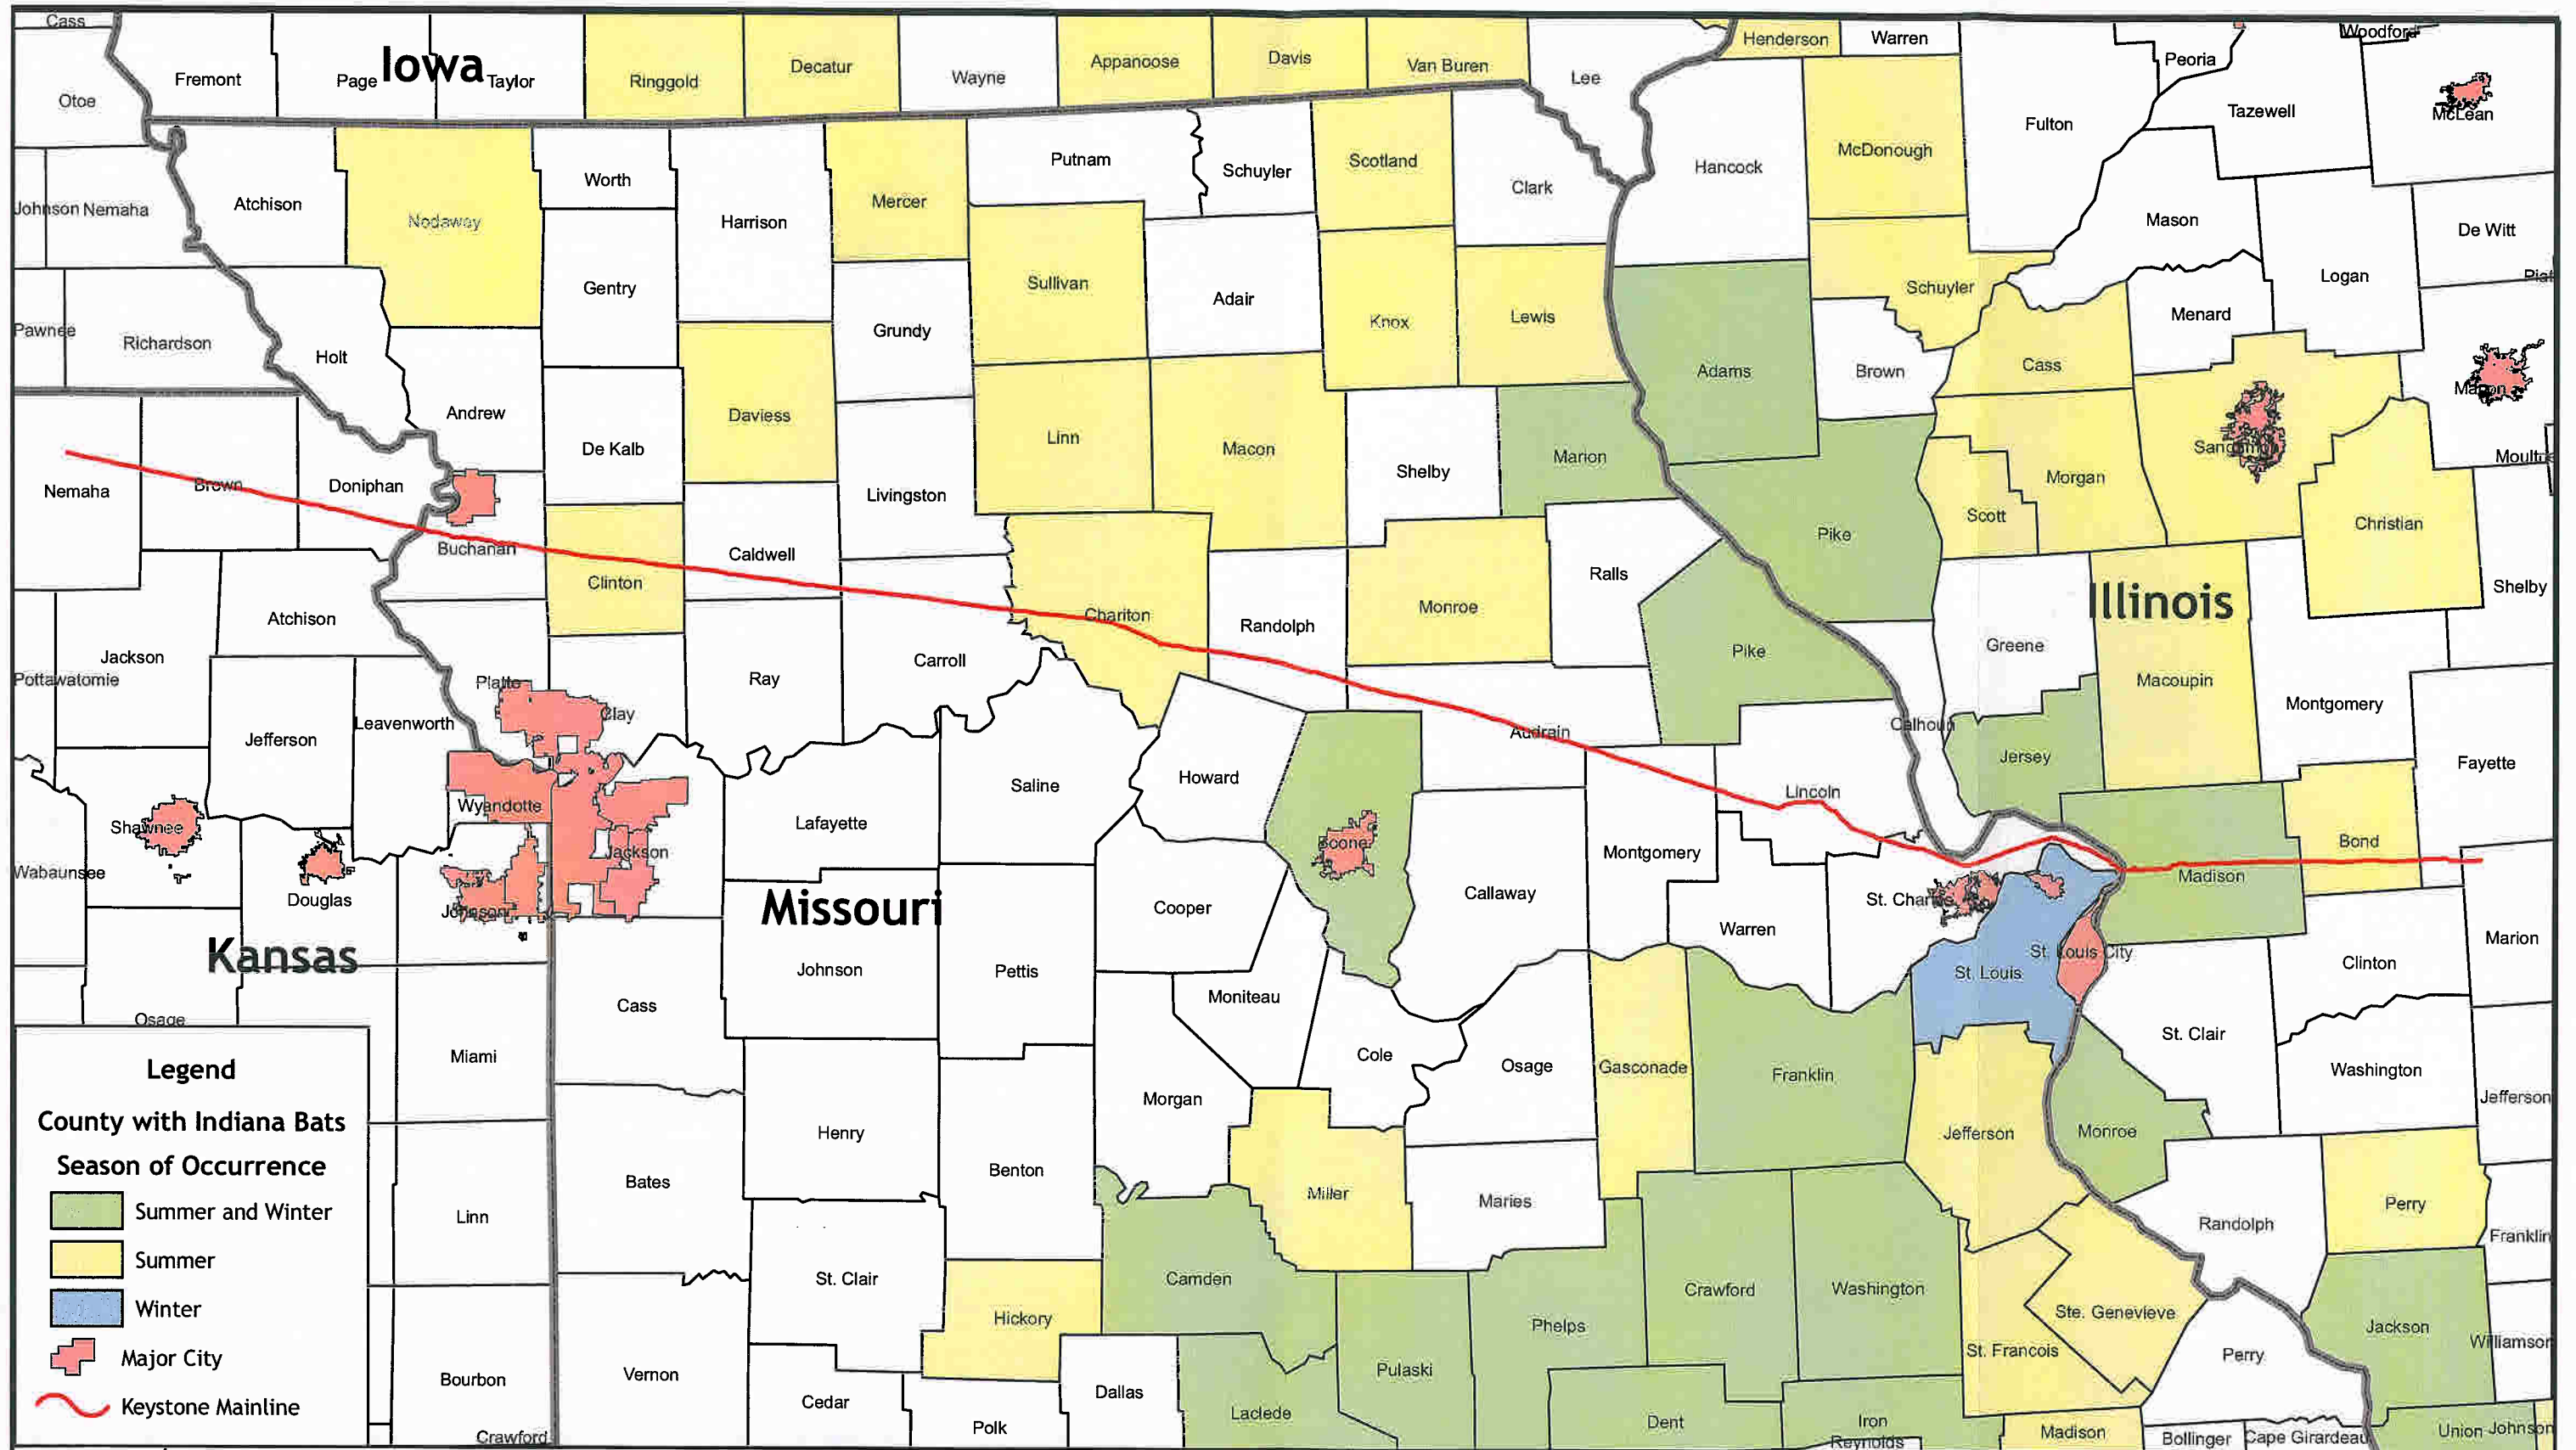 Cass
Iowa
Fremont
Page
Taylor
Ringgold
Decatur
Wayne
Appanoose
Davis
Van Buren
Lee
Henderson
Warren
Peoria
Woodford
Otoe
Tazewell
McLean
Fulton
Hancock
McDonough
Johnson
Nemaha
Atchison
Nodaway
Worth
Harrison
Mercer
Putnam
Schuyler
Scotland
Clark
Mason
De Witt
Gentry
Sullivan
Adair
Knox
Lewis
Schuyler
Logan
Menard
Pawnee
Richardson
Holt
Grundy
Adams
Brown
Cass
Andrew
Daviess
De Kalb
Linn
Macon
Shelby
Marion
Morgan
Nemaha
Brown
Doniphan
Livingston
Scott
Christian
Pike
Buchanan
Clinton
Caldwell
Chariton
Randolph
Monroe
Ralls
Illinois
Shelby
Atchison
Jackson
Pottawatomie
Carroll
Ray
Pike
Greene
Macoupin
Montgomery
Platte
Clay
Jefferson
Leavenworth
Audrain
Calhoun
Jersey
Fayette
Howard
Saline
Lincoln
Wyandotte
Shawnee
Lafayette
Boone
Jackson
Montgomery
Bond
Madison
Wabaunsee
Douglas
Johnson
Missouri
Cooper
Callaway
Warren
St. Charles
Marion
Kansas
St. Louis City
St. Louis
Clinton
Johnson
Pettis
Moniteau
Cass
Osage
St. Clair
Miami
Cole
Osage
Gasconade
Franklin
Washington
Jefferson
Morgan
Henry
Jefferson
Monroe
Benton
Bates
Miller
Maries
Perry
Linn
Randolph
Franklin
St. Clair
Camden
Crawford
Washington
Hickory
Phelps
Ste. Genevieve
Jackson
Williamson
St. Francois
Perry
Pulaski
Vernon
Bourbon
Dallas
Cedar
Laclede
Polk
Dent
Iron
Reynolds
Madison
Bollinger
Cape Girardeau
Union
Johnson
Crawford
Legend
County with Indiana Bats
Season of Occurrence
Summer and Winter
Summer
Winter
Major City
Keystone Mainline